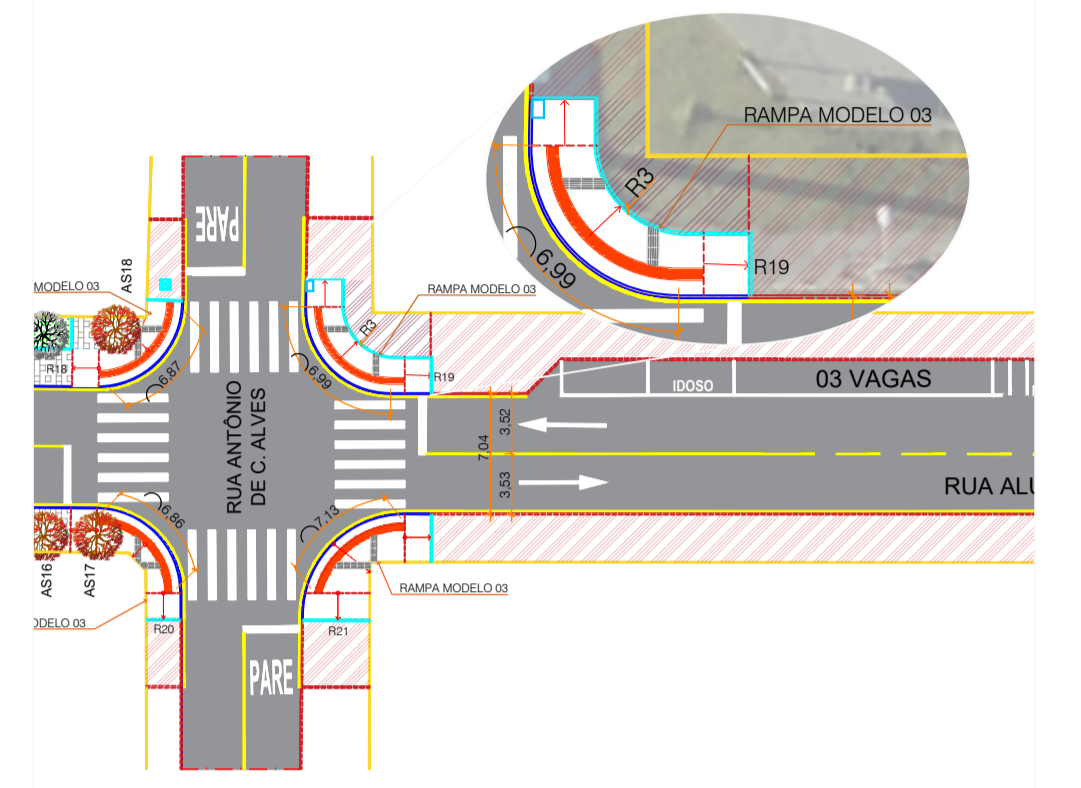 RAMPA MODELO 03
R3
6,99
R19
PARE
AS18
MODELO 03
RAMPA MODELO 03
R3
R18
6,87
6,99
R19
IDOSO
03 VAGAS
RUA ANTÔNIO
DE C. ALVES
3,52
7,04
3,53
RUA ALU
6,86
7,13
AS16
AS17
RAMPA MODELO 03
ODELO 03
R20
R21
PARE